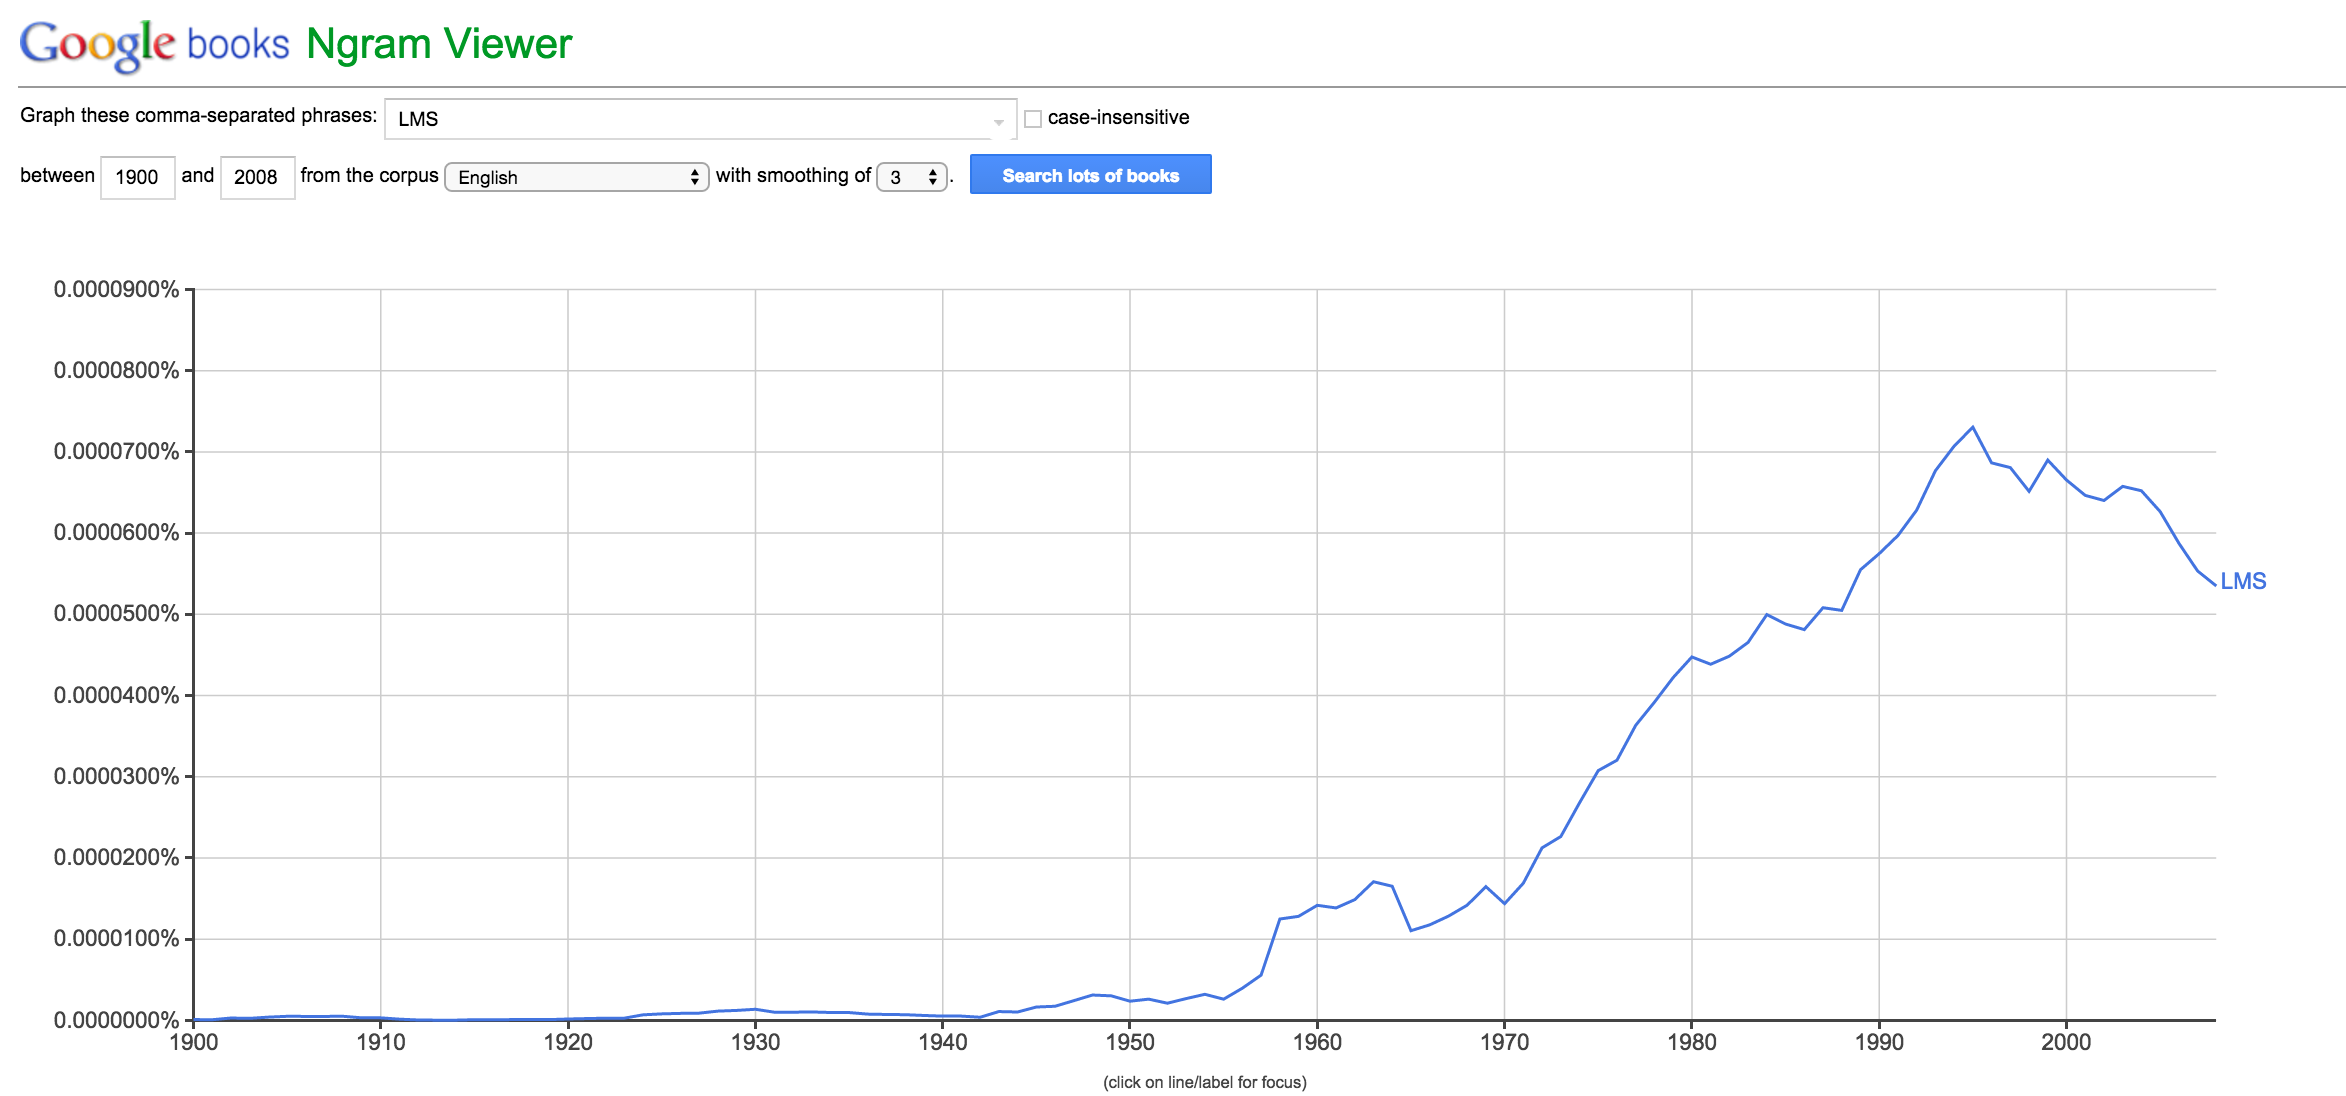 Google books Ngram Viewer
Graph these comma-separated phrases: LMS case-insensitive
between 1900 and 2008 from the corpus English with smoothing of 3 . Search lots of books
0.0000900%
0.0000800%
0.0000700%
0.0000600%
0.0000500%
LMS
0.0000400%
0.0000300%
0.0000200%
0.0000100%
0.0000000%
1900 1910 1920 1930 1940 1950 1960 1970 1980 1990 2000
(click on line/label for focus)